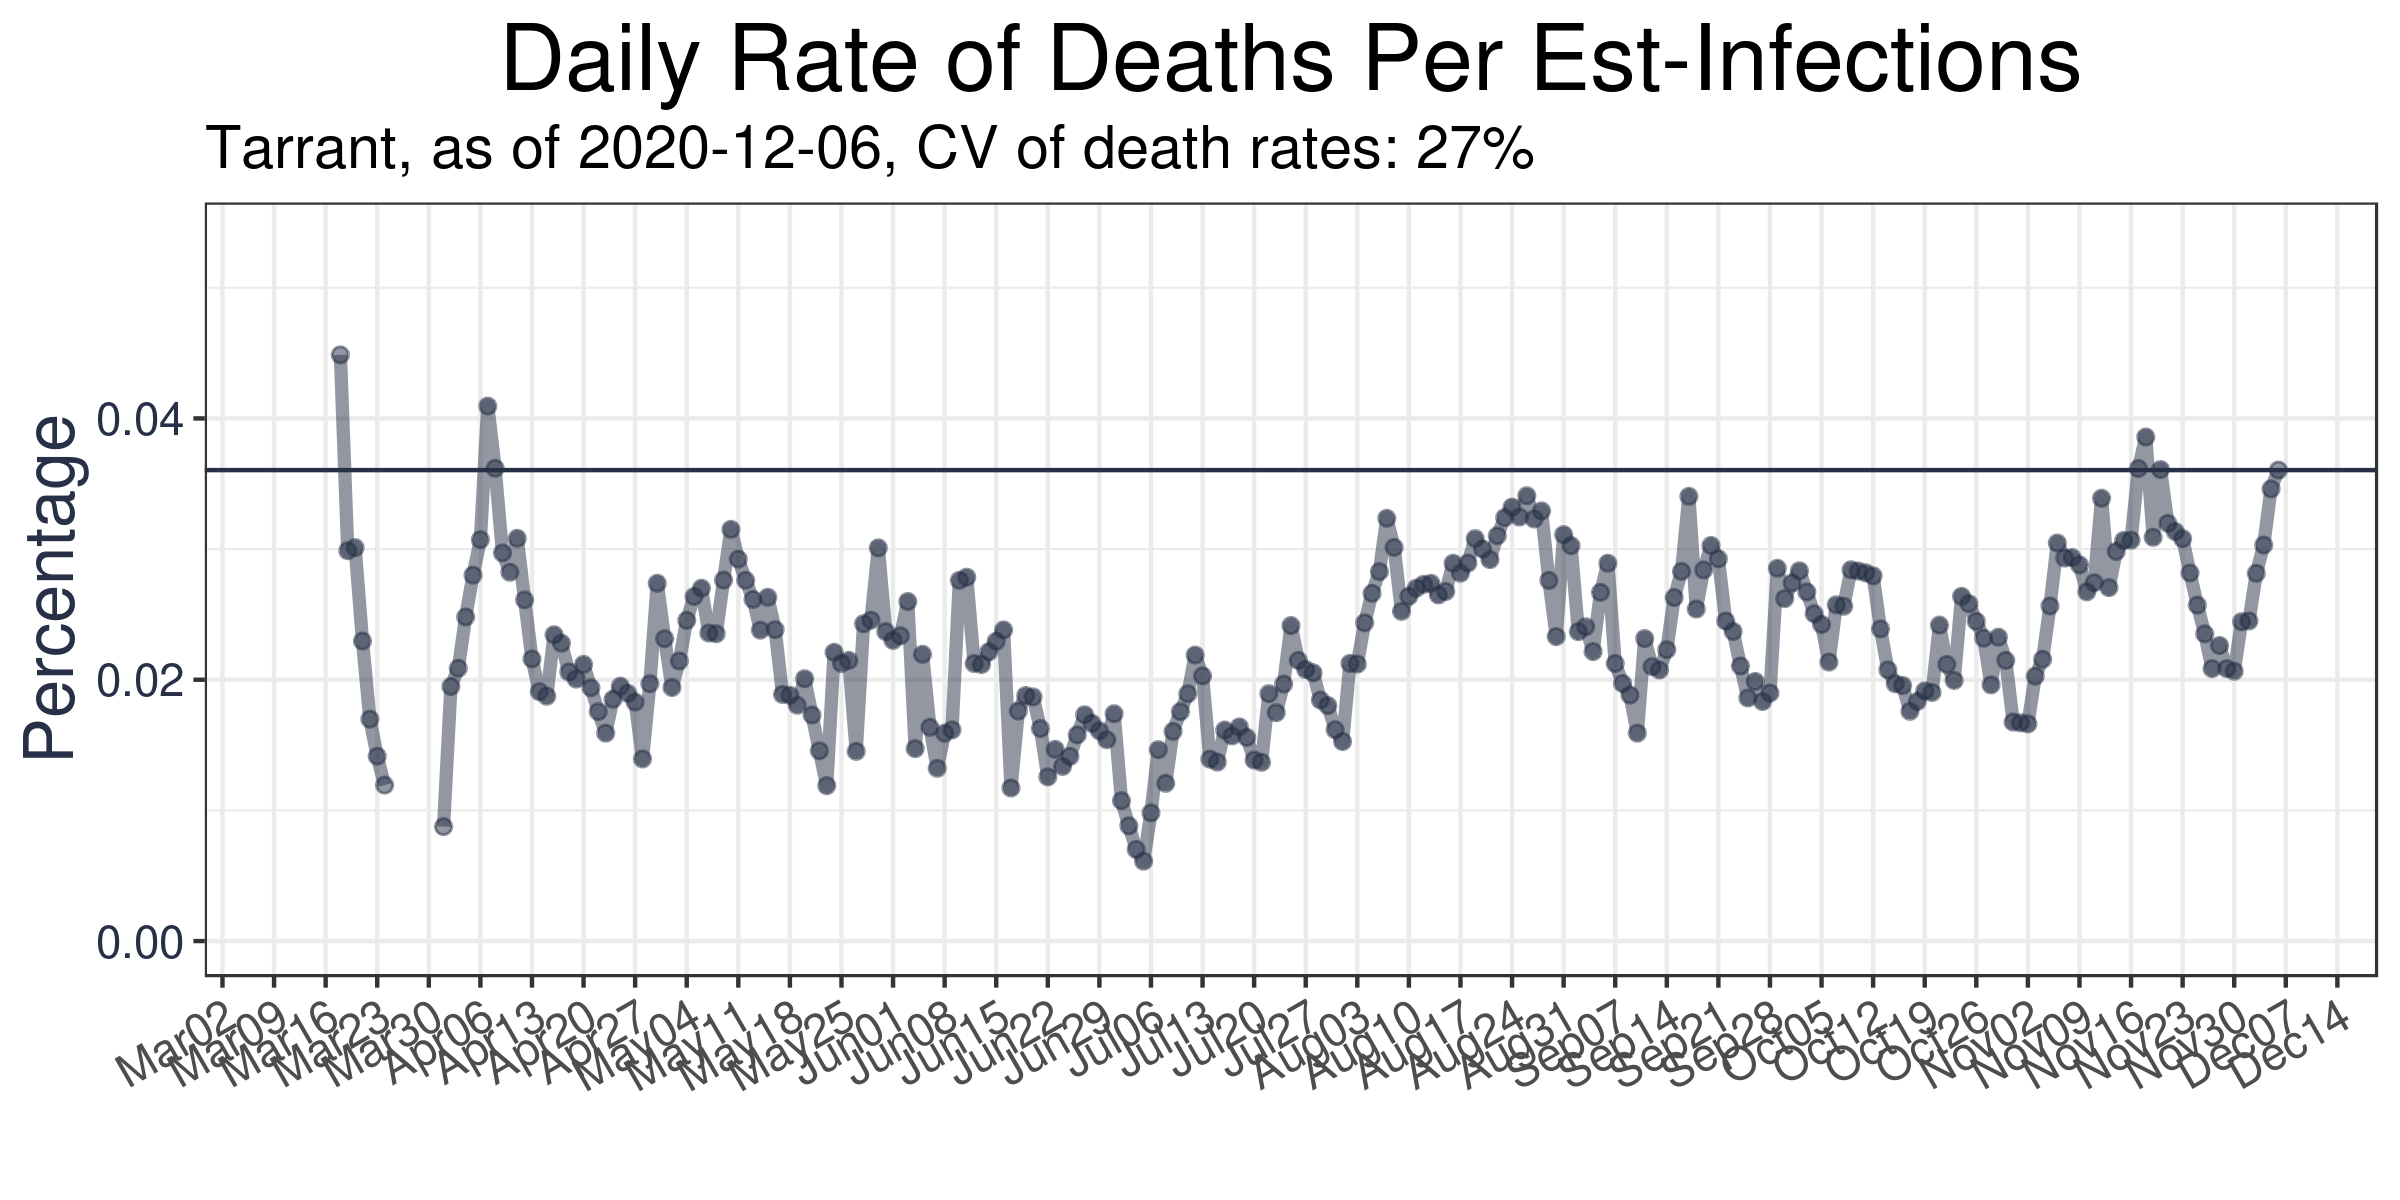 Daily Rate of Deaths Per Est-Infections
Tarrant, as of 2020-12-06, CV of death rates: 27%
Percentage
0.04
0.02
0.00
Mar02
Mar09
Mar16
Mar23
Mar30
Apr06
Apr13
Apr20
Apr27
May04
May11
May18
May25
Jun01
Jun08
Jun15
Jun22
Jun29
Jul06
Jul13
Jul20
Jul27
Aug03
Aug10
Aug17
Aug24
Aug31
Sep07
Sep14
Sep21
Sep28
Oct05
Oct12
Oct19
Oct26
Nov02
Nov09
Nov16
Nov23
Nov30
Dec07
Dec14